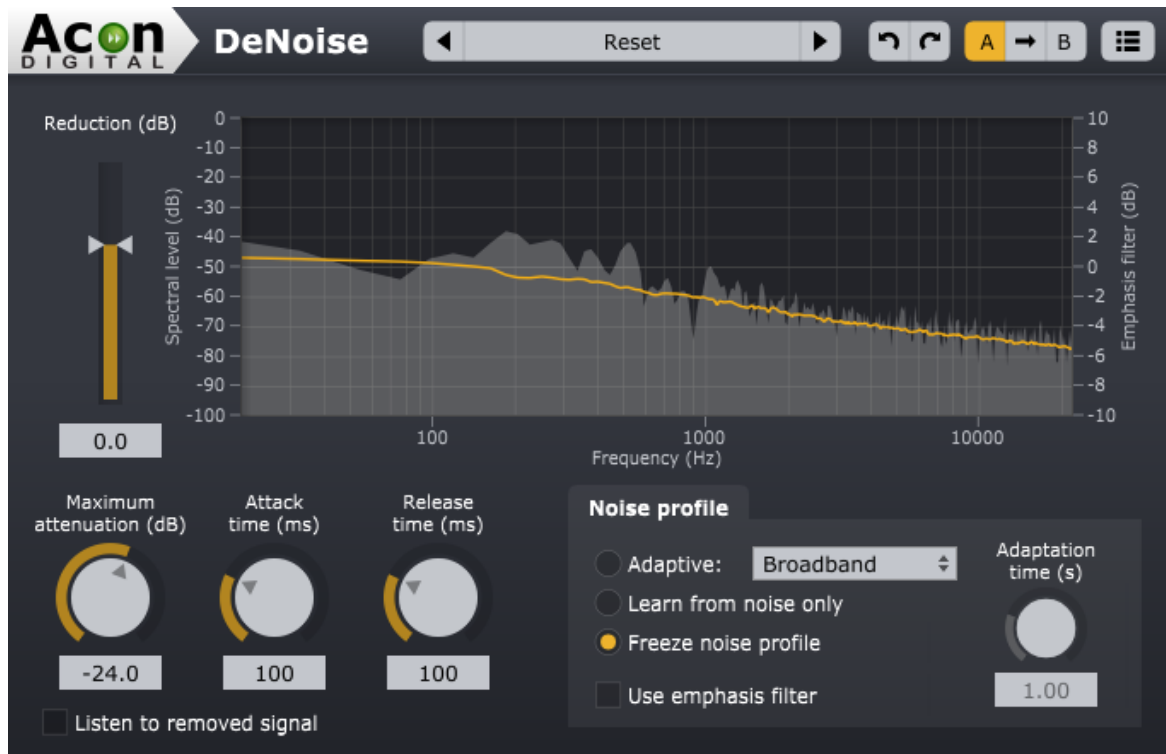 Acon
DIGITAL
DeNoise
Reset
A
B
Reduction (dB)
0.0
Spectral level (dB)
0
-10
-20
-30
-40
-50
-60
-70
-80
-90
-100
100
1000
10000
Frequency (Hz)
10
8
6
4
2
0
-2
-4
-6
-8
-10
Emphasis filter (dB)
Maximum
attenuation (dB)
-24.0
Attack
time (ms)
100
Release
time (ms)
100
Listen to removed signal
Noise profile
Adaptive:
Broadband
Learn from noise only
Freeze noise profile
Use emphasis filter
Adaptation
time (s)
1.00